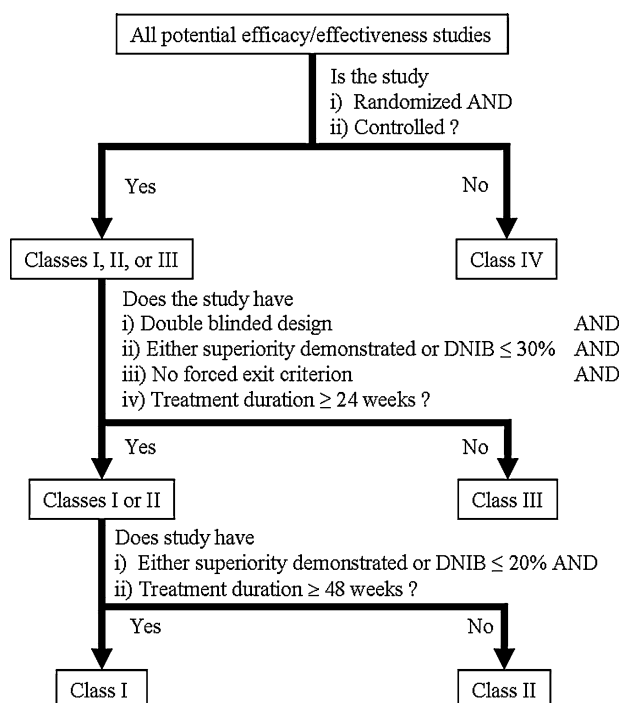 All potential efficacy/effectiveness studies
Is the study
i) Randomized AND
ii) Controlled ?
Yes
No
Classes I, II, or III
Class IV
Does the study have
i) Double blinded design AND
ii) Either superiority demonstrated or DNIB ≤ 30% AND
iii) No forced exit criterion AND
iv) Treatment duration ≥ 24 weeks ?
Yes
No
Classes I or II
Class III
Does study have
i) Either superiority demonstrated or DNIB ≤ 20% AND
ii) Treatment duration ≥ 48 weeks ?
Yes
No
Class I
Class II